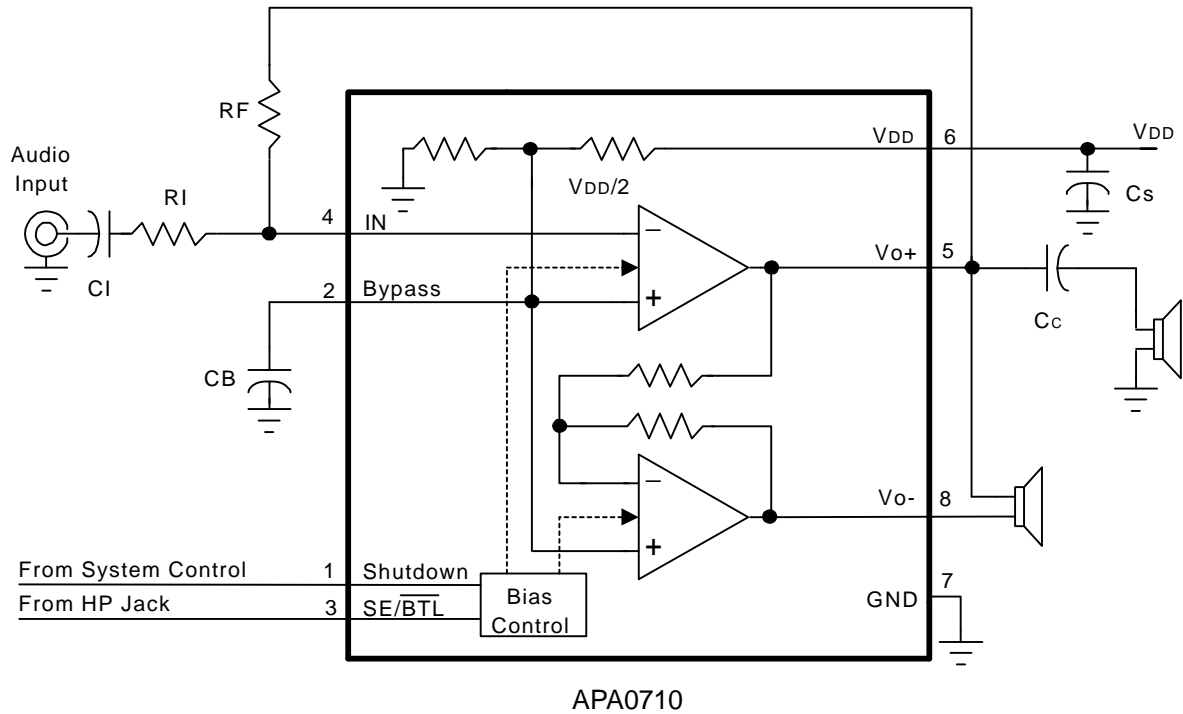 RF
VDD
6
VDD
Audio
Input
RI
VDD/2
Cs
4
IN
−
Vo+
5
CI
2
Bypass
+
Cc
CB
−
Vo-
8
+
From System Control
1
Shutdown
7
From HP Jack
3
SE/BTL
Bias
Control
GND
APA0710